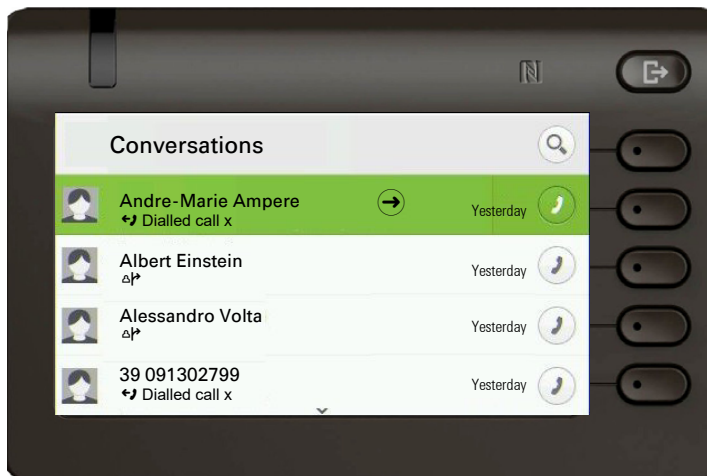 Conversations
Andre-Marie Ampere
Dialled call x
Yesterday
Albert Einstein
Yesterday
Alessandro Volta
Yesterday
39 091302799
Dialled call x
Yesterday